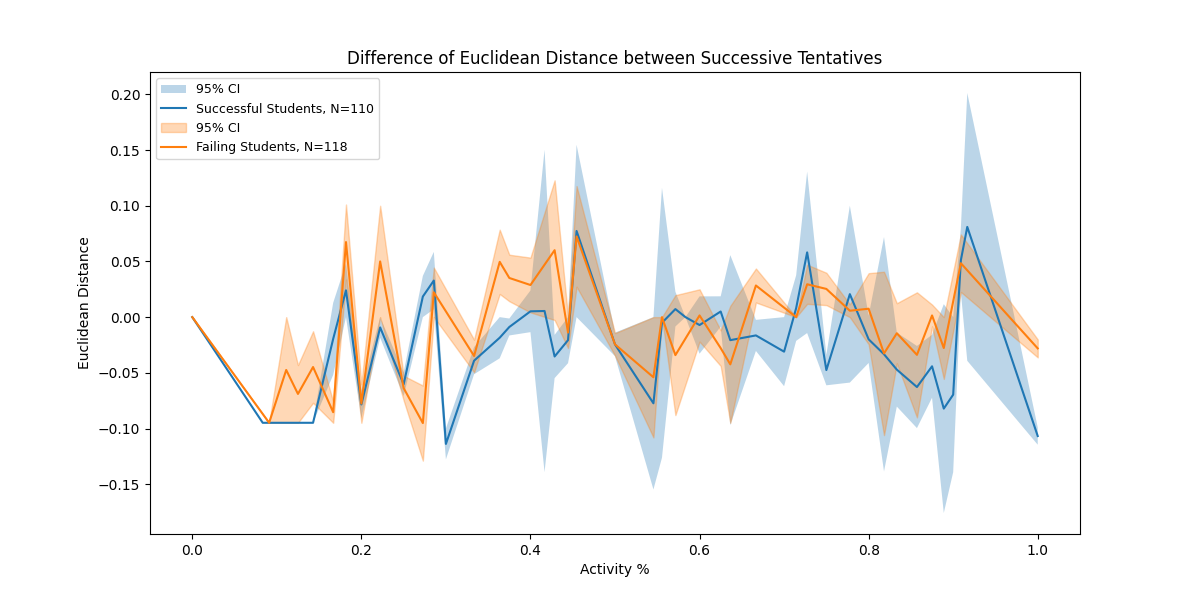 Difference of Euclidean Distance between Successive Tentatives
95% CI
Successful Students, N=110
95% CI
Failing Students, N=118
Euclidean Distance
0.20
0.15
0.10
0.05
0.00
−0.05
−0.10
−0.15
0.0 0.2 0.4 0.6 0.8 1.0
Activity %